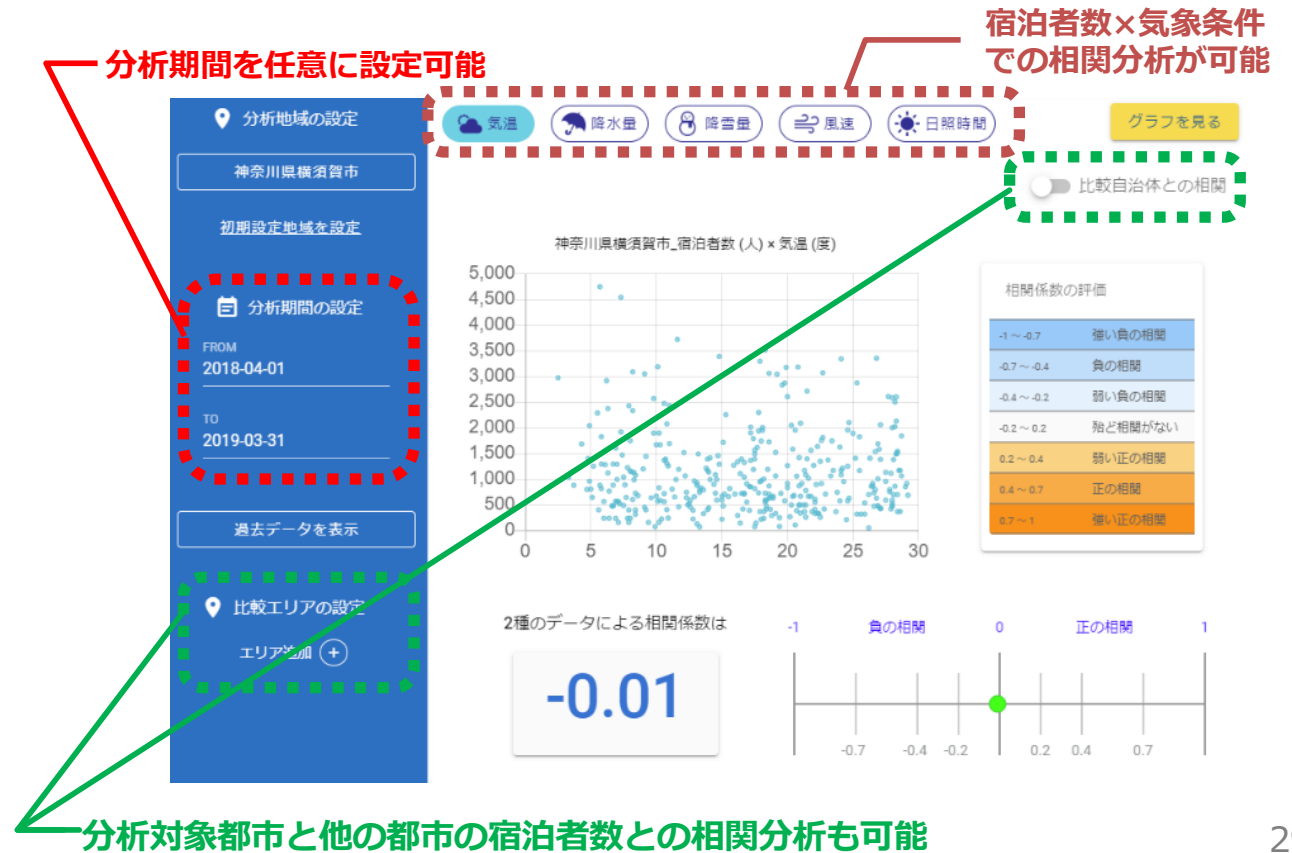 宿泊者数×気象条件
での相関分析が可能
分析期間を任意に設定可能
分析地域の設定
神奈川県横須賀市
初期設定地域を設定
分析期間の設定
FROM
2018-04-01
TO
2019-03-31
過去データを表示
比較エリアの設定
エリア追加
気温
降水量
降雪量
風速
日照時間
グラフを見る
比較自治体との相関
神奈川県横須賀市_宿泊者数 (人) × 気温 (度)
5,000
4,500
4,000
3,500
3,000
2,500
2,000
1,500
1,000
500
0
0 5 10 15 20 25 30
相関係数の評価
-1 ～ -0.7 強い負の相関
-0.7 ～ -0.4 負の相関
-0.4 ～ -0.2 弱い負の相関
-0.2 ～ 0.2 殆ど相関がない
0.2 ～ 0.4 弱い正の相関
0.4 ～ 0.7 正の相関
0.7 ～ 1 強い正の相関
2種のデータによる相関係数は
-0.01
-1 負の相関 0 正の相関 1
-0.7 -0.4 -0.2 0.2 0.4 0.7
分析対象都市と他の都市の宿泊者数との相関分析も可能